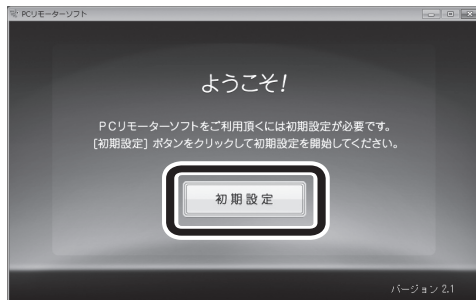 PCリモーターソフト
ようこそ!
PCリモーターソフトをご利用頂くには初期設定が必要です。
[初期設定] ボタンをクリックして初期設定を開始してください。
初期設定
バージョン 2.1